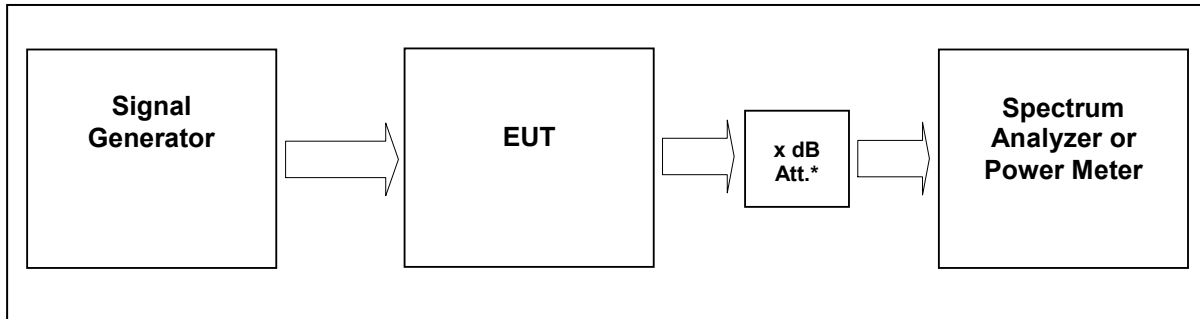 Signal
Generator
EUT
x dB
Att.*
Spectrum
Analyzer or
Power Meter